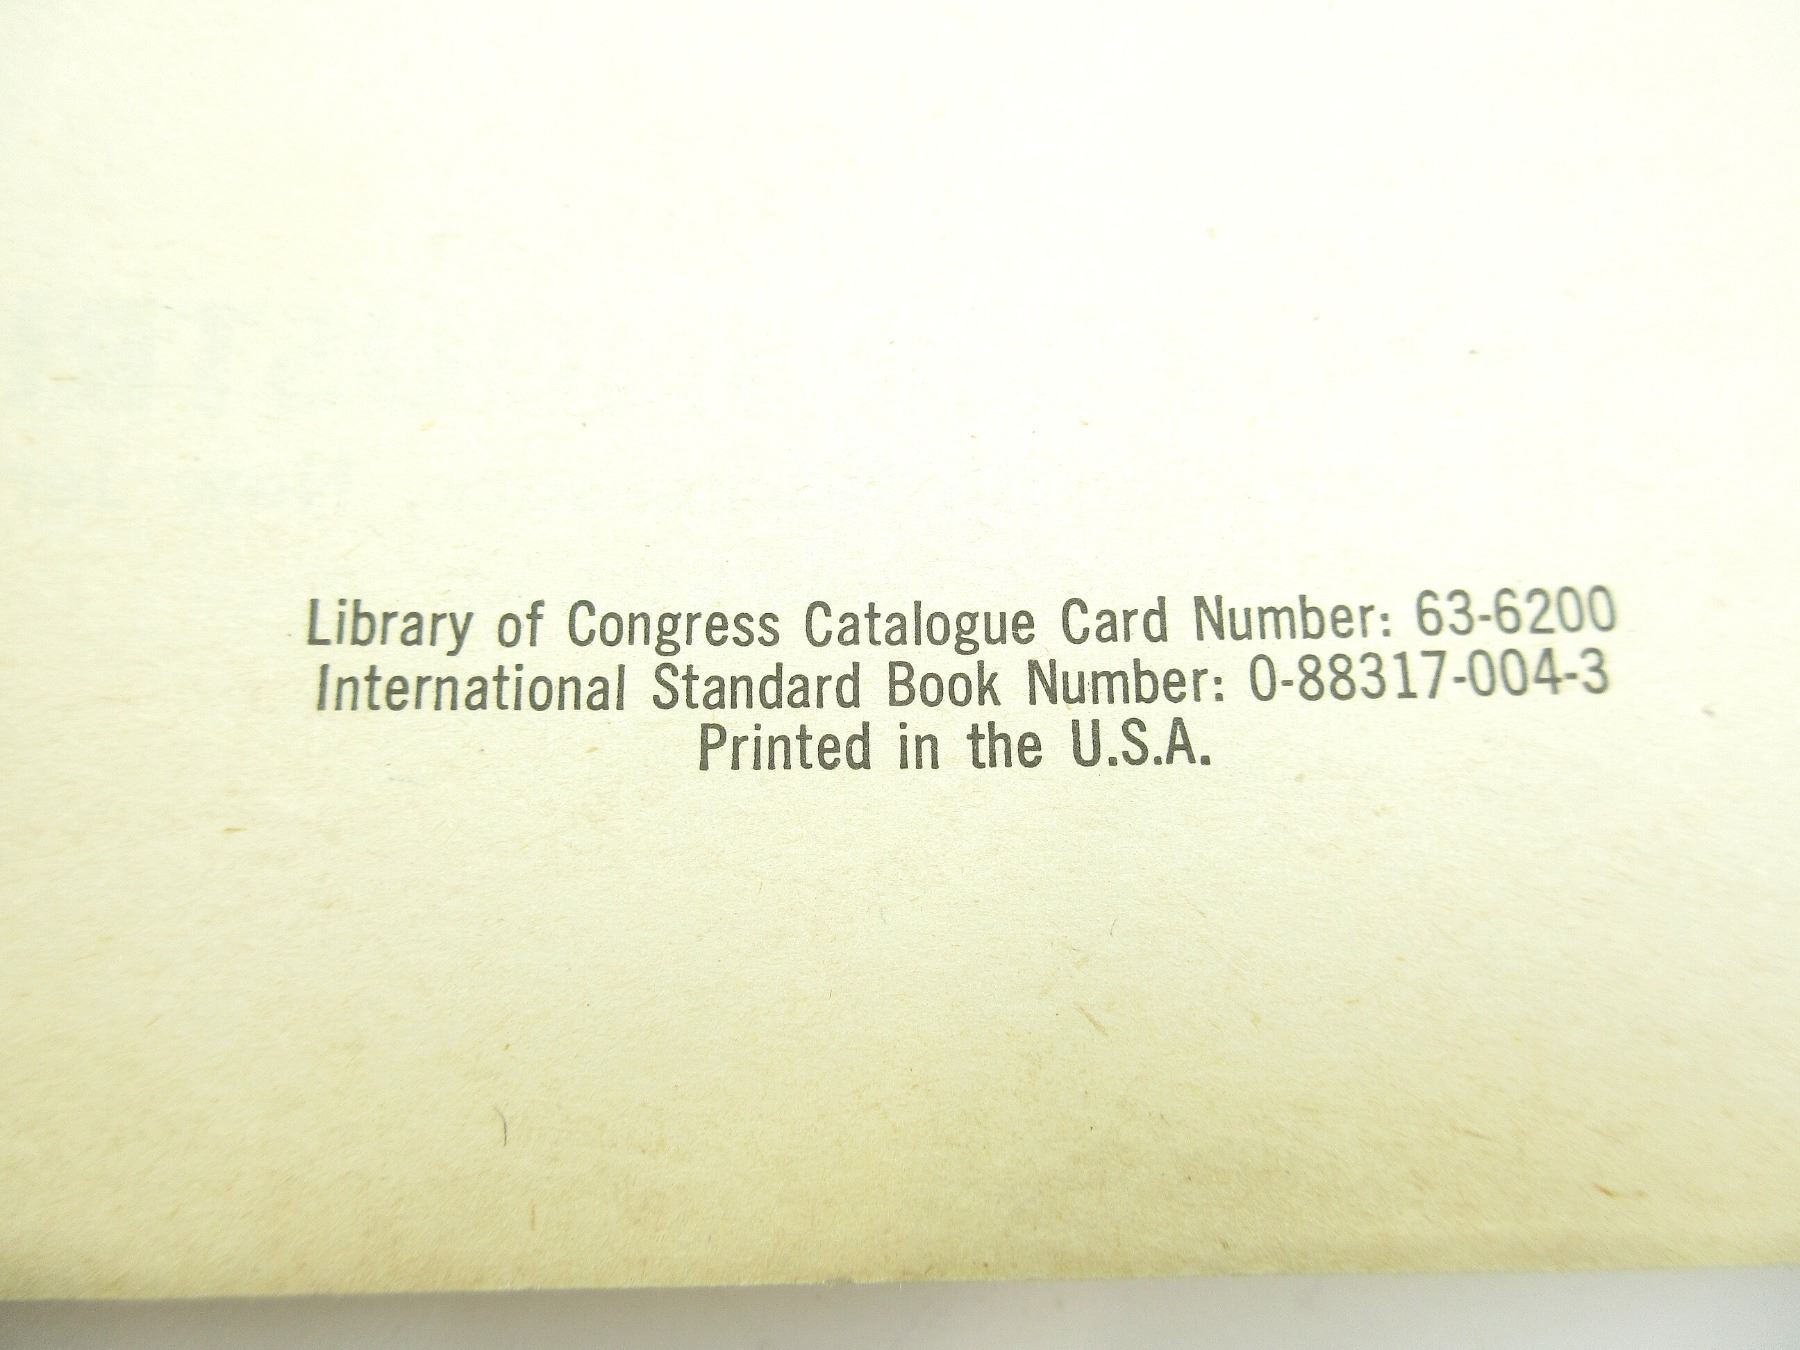 Library of Congress Catalogue Card Number: 63-6200
International Standard Book Number: 0-88317-004-3
Printed in the U.S.A.